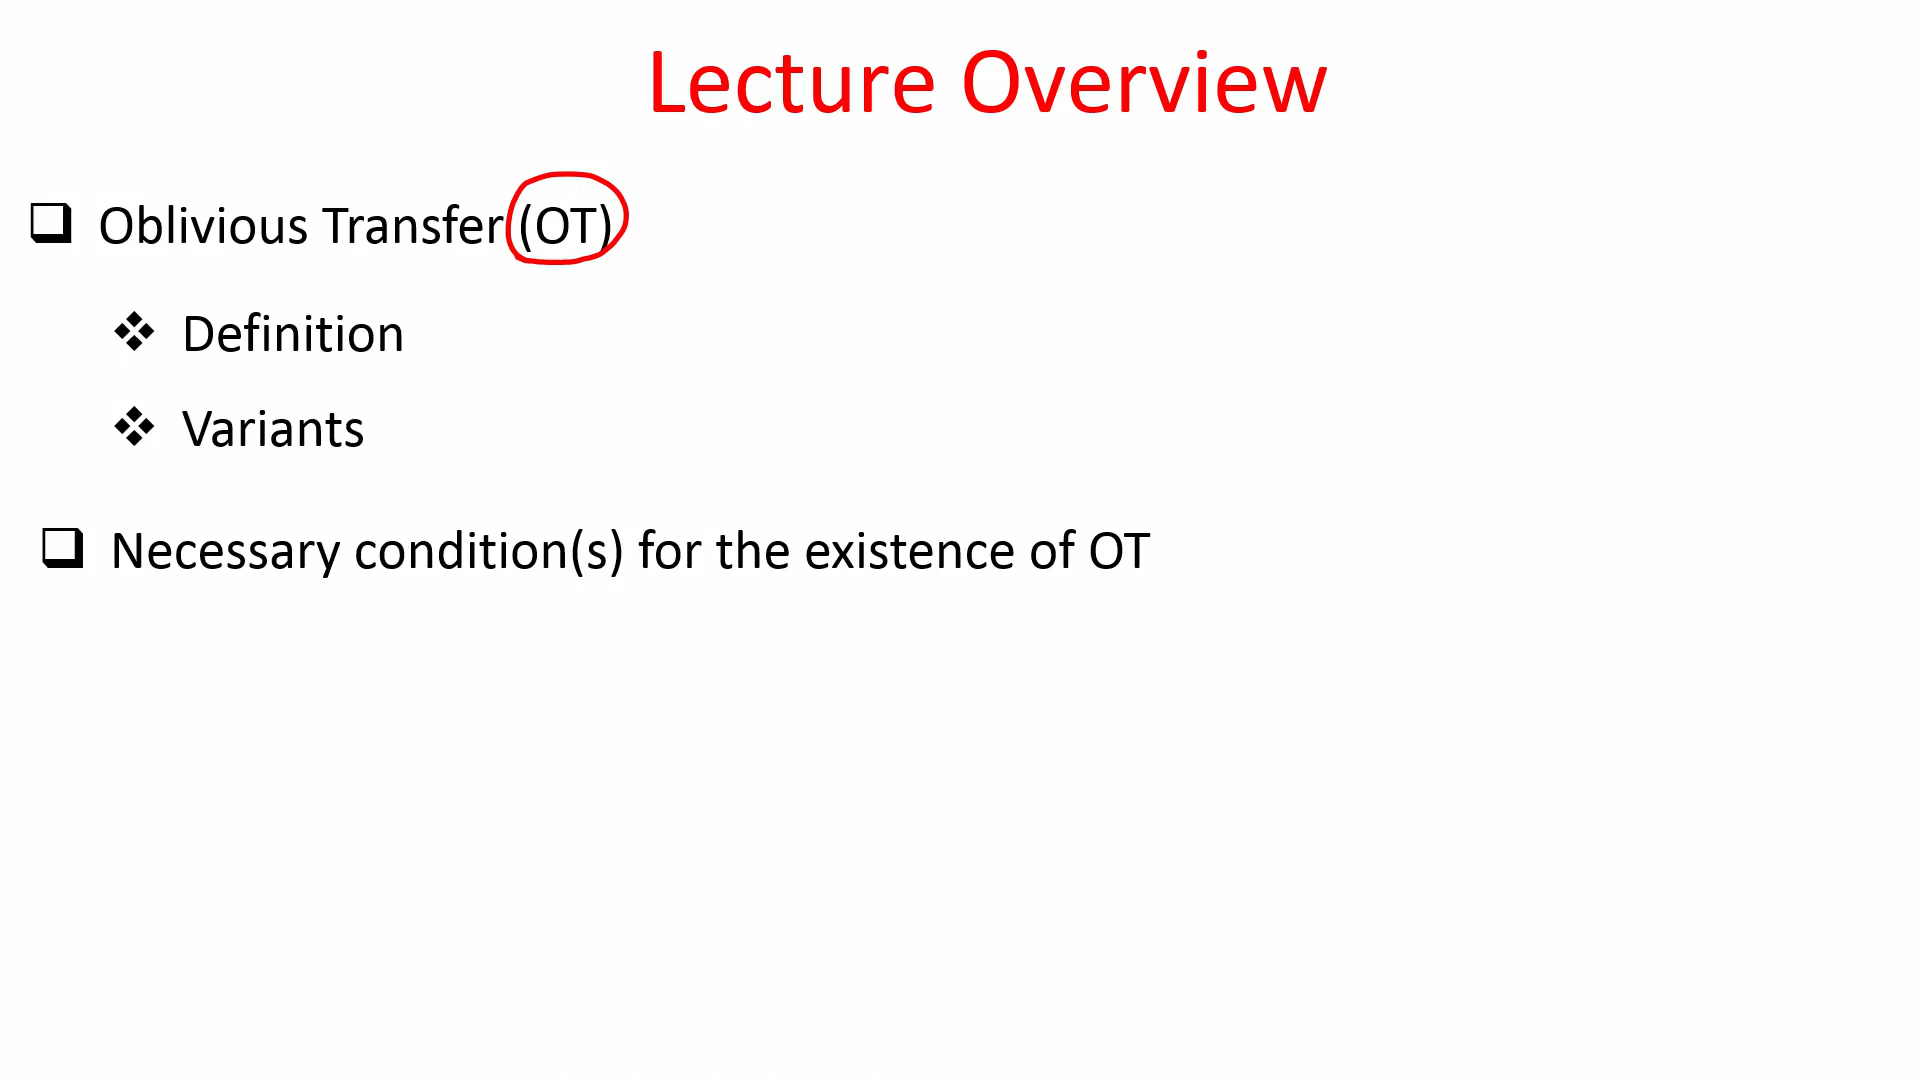 Lecture Overview
Oblivious Transfer (OT)
Definition
Variants
Necessary condition(s) for the existence of OT